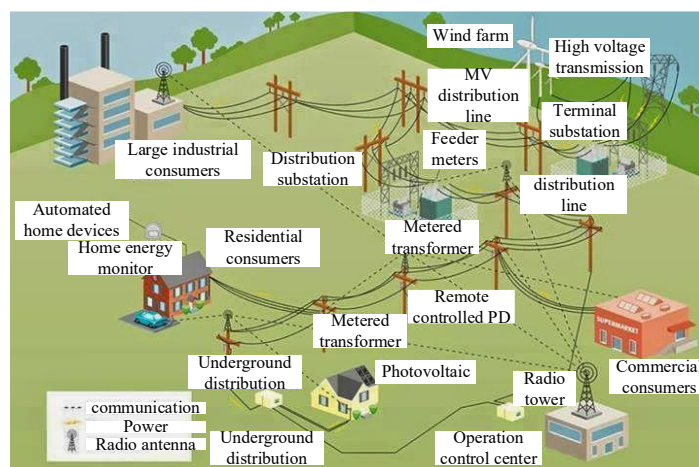 Wind farm
High voltage
transmission
MV
distribution
line
Terminal
substation
Feeder
meters
Large industrial
consumers
Distribution
substation
distribution
line
Automated
home devices
Home energy
monitor
Residential
consumers
Metered
transformer
Remote
controlled PD
Metered
transformer
SUPERMARKET
Commercial
consumers
Underground
distribution
Photovoltaic
Radio
tower
communication
Power
Radio antenna
Underground
distribution
Operation
control center